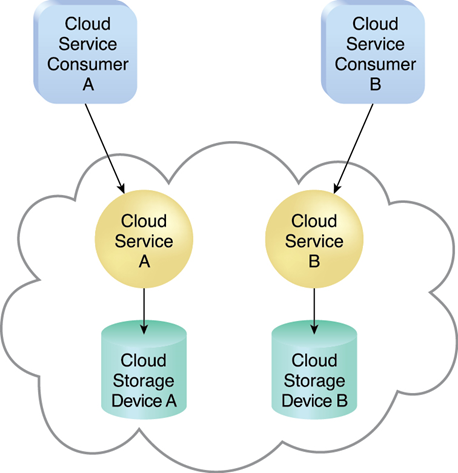 Cloud
Service
Consumer
A
Cloud
Service
Consumer
B
Cloud
Service
A
Cloud
Service
B
Cloud
Storage
Device A
Cloud
Storage
Device B